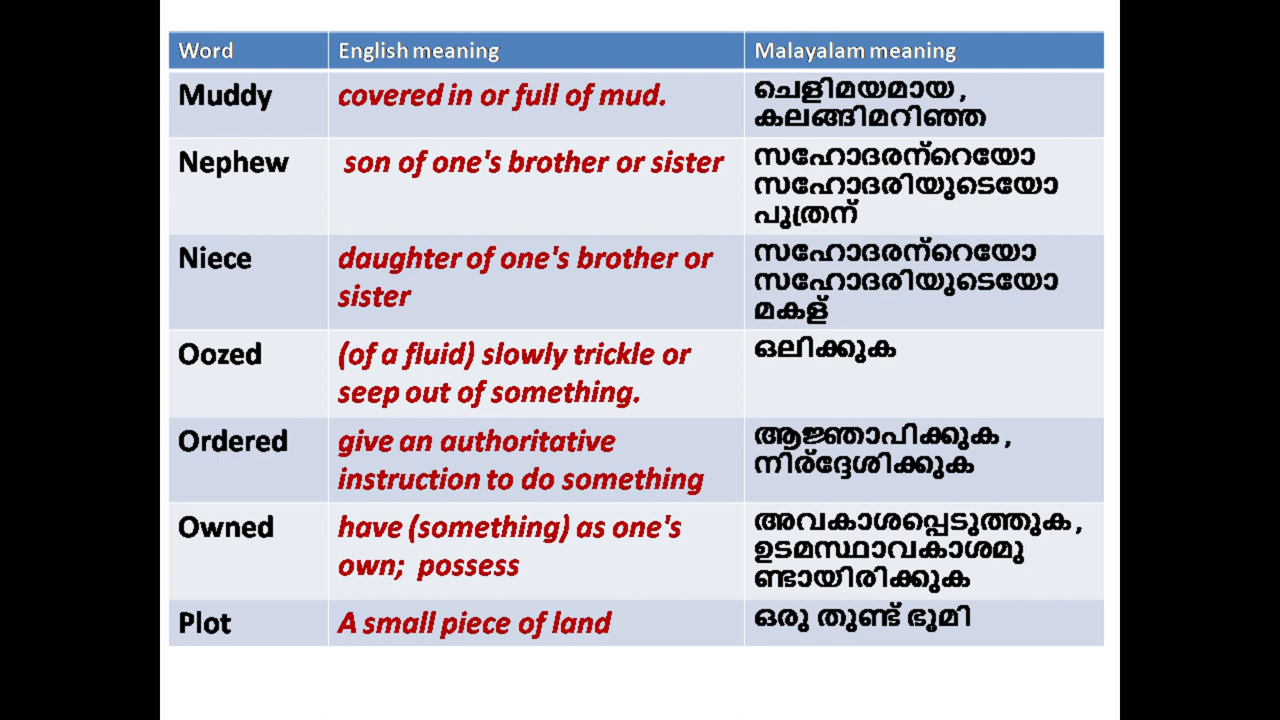 Word English meaning Malayalam meaning
Muddy covered in or full of mud. ചെളിമയമായ ,
കലങ്ങിമറിഞ്ഞ
Nephew son of one's brother or sister സഹോദരന്റെയോ
സഹോദരിയുടെയോ
പുത്രന്
Niece daughter of one's brother or സഹോദരന്റെയോ
sister സഹോദരിയുടെയോ
മകള്
Oozed (of a fluid) slowly trickle or ഒലിക്കുക
seep out of something.
Ordered give an authoritative ആജ്ഞാപിക്കുക ,
instruction to do something നിര്ദ്ദേശിക്കുക
Owned have (something) as one's അവകാശപ്പെടുത്തുക ,
own; possess ഉടമസ്ഥാവകാശമു
ണ്ടായിരിക്കുക
Plot A small piece of land ഒരു തുണ്ട് ഭൂമി